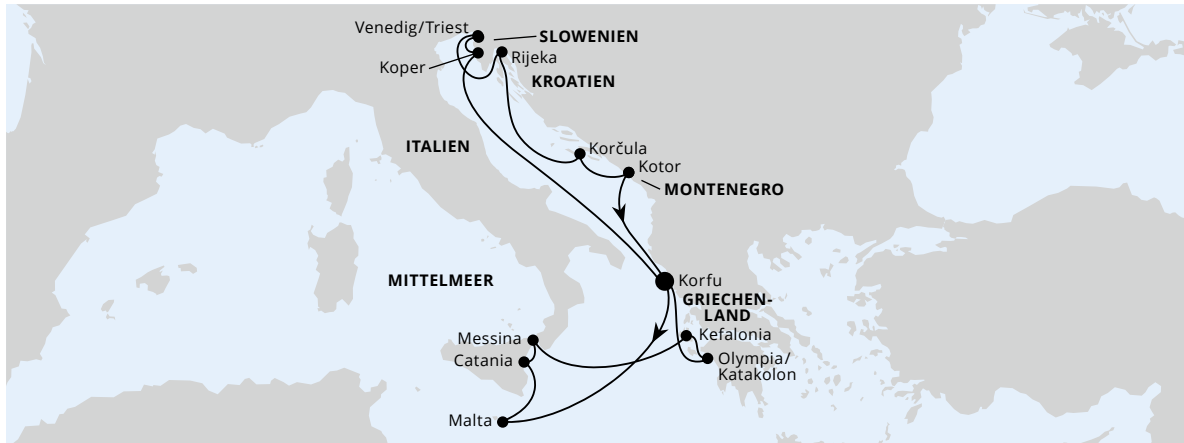 Venedig/Triest
SLOWENIEN
Koper
Rijeka
KROATIEN
ITALIEN
Korčula
Kotor
MONTENEGRO
MITTELMEER
Korfu
GRIECHEN-
LAND
Kefalonia
Messina
Catania
Olympia/
Katakolon
Malta